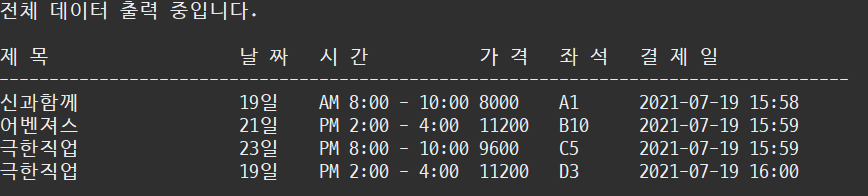 전체 데이터 출력 중입니다.
제 목 날 짜 시 간 가 격 좌 석 결 제 일
--------------------------------------------------------------------------------------
신과함께 19일 AM 8:00 - 10:00 8000 A1 2021-07-19 15:58
어벤져스 21일 PM 2:00 - 4:00 11200 B10 2021-07-19 15:59
극한직업 23일 PM 8:00 - 10:00 9600 C5 2021-07-19 15:59
극한직업 19일 PM 2:00 - 4:00 11200 D3 2021-07-19 16:00